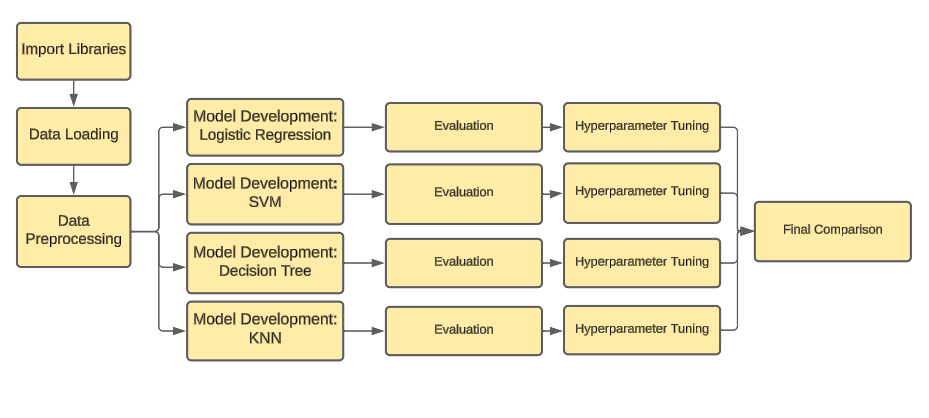 Import Libraries
Data Loading
Data
Preprocessing
Model Development:
Logistic Regression
Evaluation
Hyperparameter Tuning
Model Development:
SVM
Evaluation
Hyperparameter Tuning
Model Development:
Decision Tree
Evaluation
Hyperparameter Tuning
Model Development:
KNN
Evaluation
Hyperparameter Tuning
Final Comparison